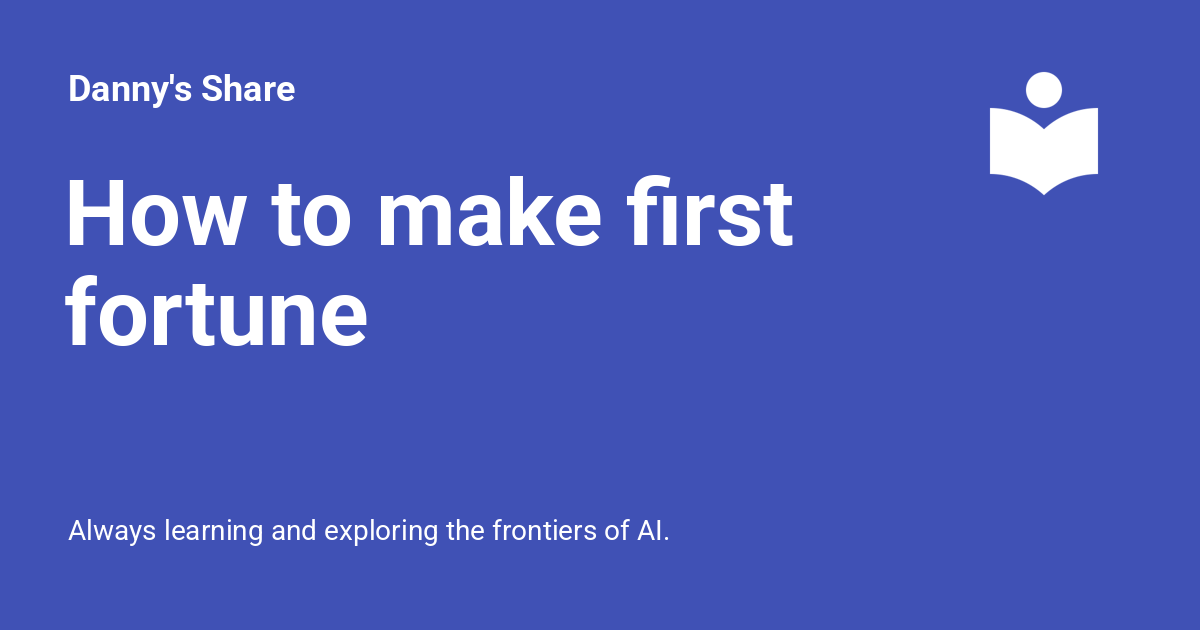 Danny's Share
How to make first
fortune
Always learning and exploring the frontiers of AI.